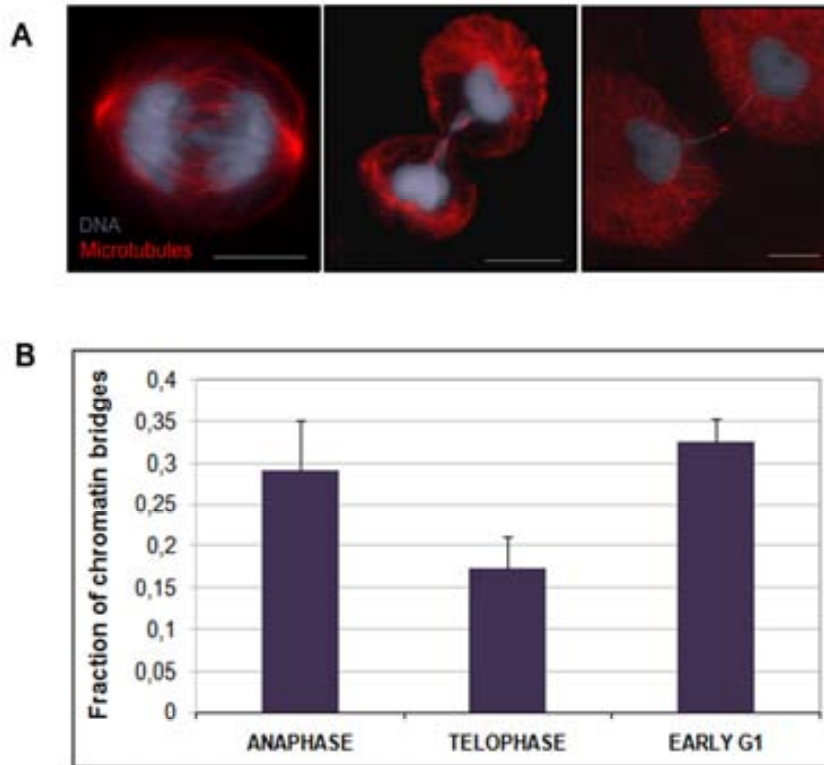 A
DNA
Microtubules
B
Fraction of chromatin bridges
0,4
0,35
0,3
0,25
0,2
0,15
0,1
0,05
0
ANAPHASE TELOPHASE EARLY G1